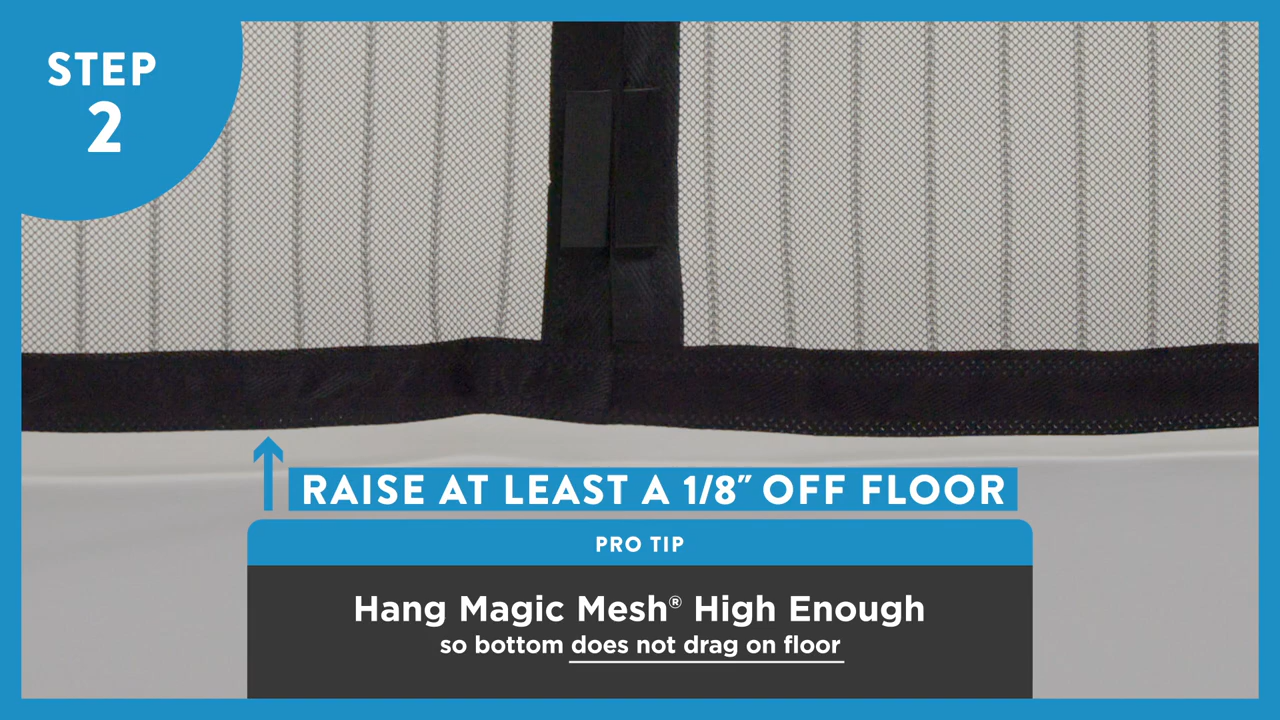 STEP
2
RAISE AT LEAST A 1/8″ OFF FLOOR
PRO TIP
Hang Magic Mesh® High Enough
so bottom does not drag on floor